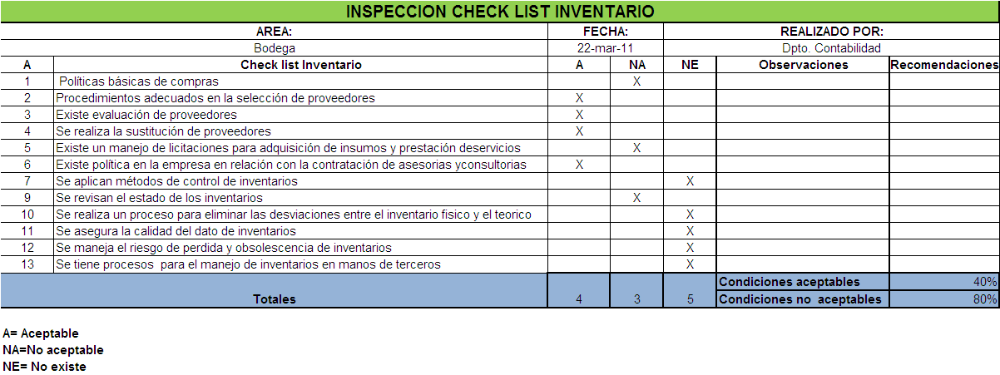 INSPECCION CHECK LIST INVENTARIO
AREA: FECHA: REALIZADO POR:
Bodega 22-mar-11 Dpto. Contabilidad
A Check list Inventario A NA NE Observaciones Recomendaciones
1 Políticas básicas de compras X
2 Procedimientos adecuados en la selección de proveedores X
3 Existe evaluación de proveedores X
4 Se realiza la sustitución de proveedores X
5 Existe un manejo de licitaciones para adquisición de insumos y prestación deservicios X
6 Existe política en la empresa en relación con la contratación de asesorias yconsultorias X
7 Se aplican métodos de control de inventarios X
9 Se revisan el estado de los inventarios X
10 Se realiza un proceso para eliminar las desviaciones entre el inventario fisico y el teorico X
11 Se asegura la calidad del dato de inventarios X
12 Se maneja el riesgo de perdida y obsolescencia de inventarios X
13 Se tiene procesos para el manejo de inventarios en manos de terceros X
Condiciones aceptables 40%
Totales 4 3 5 Condiciones no aceptables 80%
A= Aceptable
NA=No aceptable
NE= No existe